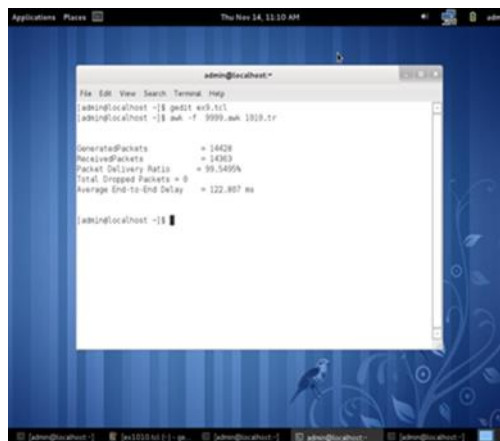 Applications Places
Thu Nov 14, 11:10 AM
admin@localhost:~
File Edit View Search Terminal Help
[admin@localhost ~]$ gedit ex9.tcl
[admin@localhost ~]$ awk -f 9999.awk 1010.tr
GeneratedPackets = 14428
ReceivedPackets = 14363
Packet Delivery Ratio = 99.5495%
Total Dropped Packets = 0
Average End-to-End Delay = 122.807 ms
[admin@localhost ~]$